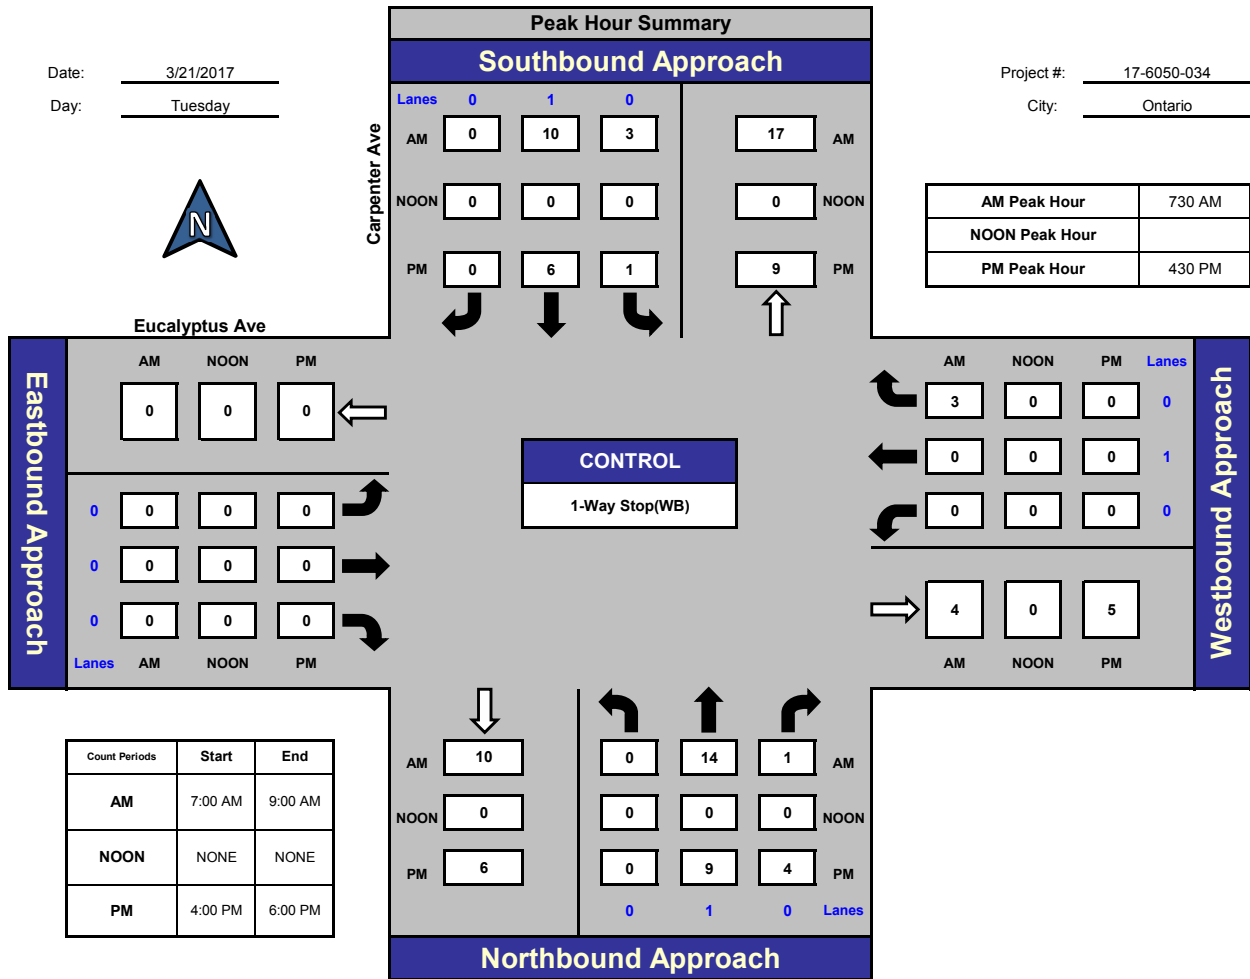 Peak Hour Summary
Southbound Approach
Date: 3/21/2017
Day: Tuesday
Project #: 17-6050-034
City: Ontario
Carpenter Ave
Lanes 0 1 0
AM 0 10 3 17 AM
NOON 0 0 0 0 NOON
PM 0 6 1 9 PM
N
AM Peak Hour 730 AM
NOON Peak Hour
PM Peak Hour 430 PM
Eucalyptus Ave
Eastbound Approach
AM NOON PM
0 0 0
0 0 0 0
0 0 0 0
0 0 0 0
Lanes AM NOON PM
CONTROL
1-Way Stop(WB)
AM NOON PM Lanes
3 0 0 0
0 0 0 1
0 0 0 0
4 0 5
AM NOON PM
Westbound Approach
Count Periods Start End
AM 7:00 AM 9:00 AM
NOON NONE NONE
PM 4:00 PM 6:00 PM
AM 10 0 14 1 AM
NOON 0 0 0 0 NOON
PM 6 0 9 4 PM
0 1 0 Lanes
Northbound Approach